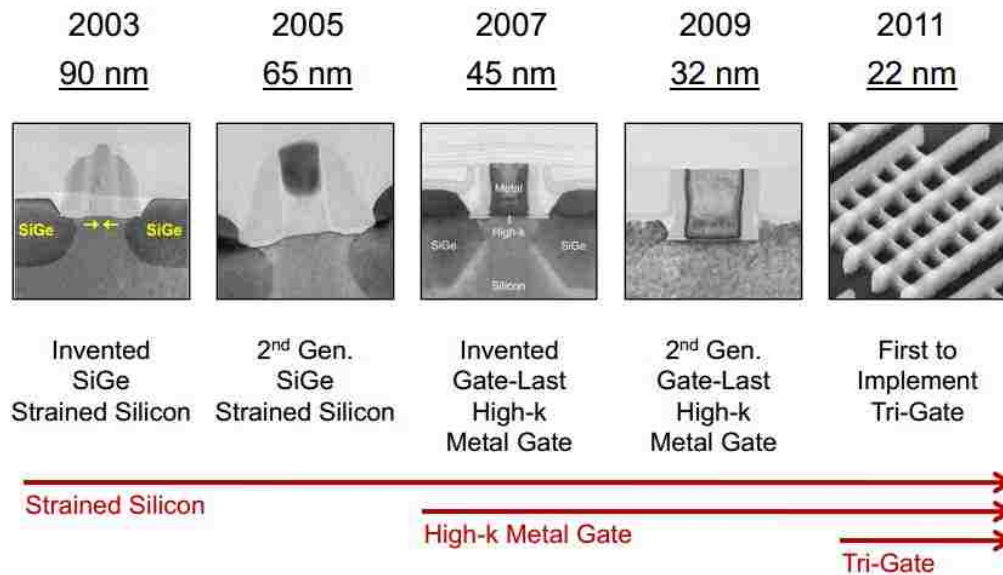 2003
90 nm
2005
65 nm
2007
45 nm
2009
32 nm
2011
22 nm
SiGe
SiGe
Metal
High-k
SiGe
SiGe
Silicon
Invented
SiGe
Strained Silicon
2nd Gen.
SiGe
Strained Silicon
Invented
Gate-Last
High-k
Metal Gate
2nd Gen.
Gate-Last
High-k
Metal Gate
First to
Implement
Tri-Gate
Strained Silicon
High-k Metal Gate
Tri-Gate